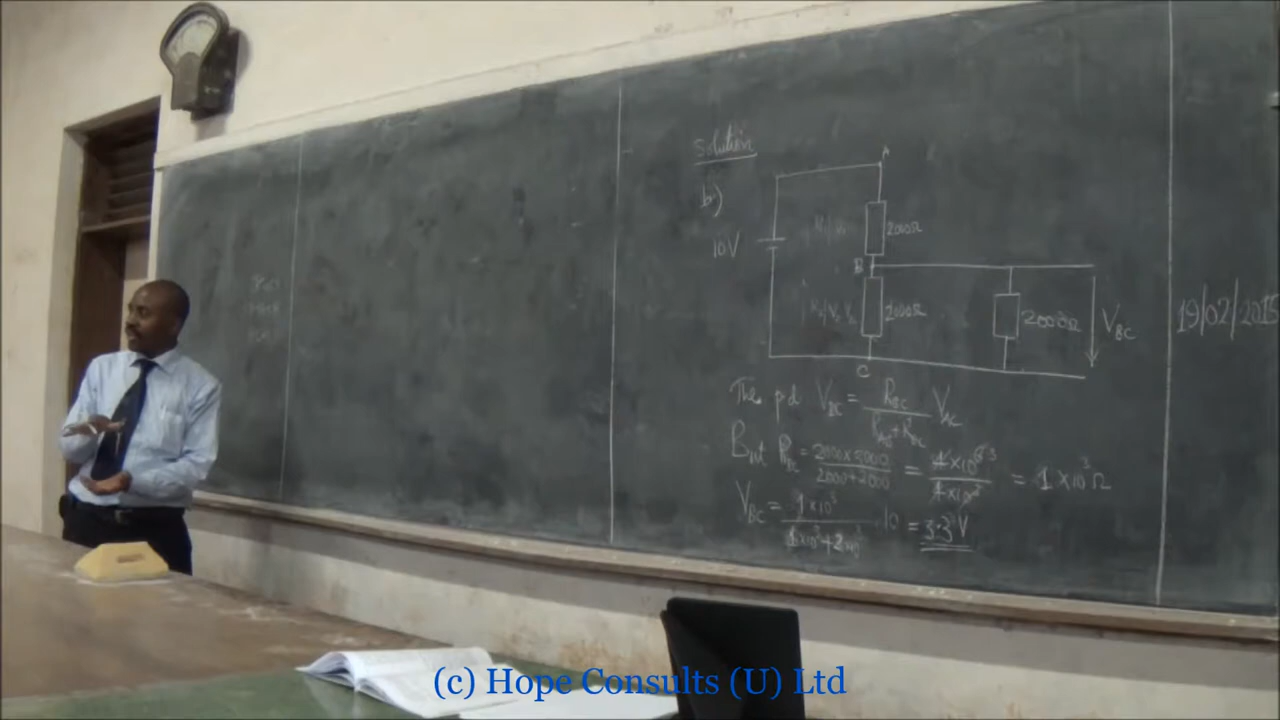 Solution
b)
A
10V
2000Ω
B
2000Ω
2000Ω
V_BC
C
19/02/2015
The p.d V_BC = R_BC / (R_AB + R_BC) V_AC
But R_BC = (2000 x 2000) / (2000 + 2000) = (4 x 10^6 3) / (4 x 10^3) = 1 x 10^3 Ω
V_BC = (1 x 10^3) / (1 x 10^3 + 2 x 10^3) . 10 = 3.3 V
(c) Hope Consults (U) Ltd